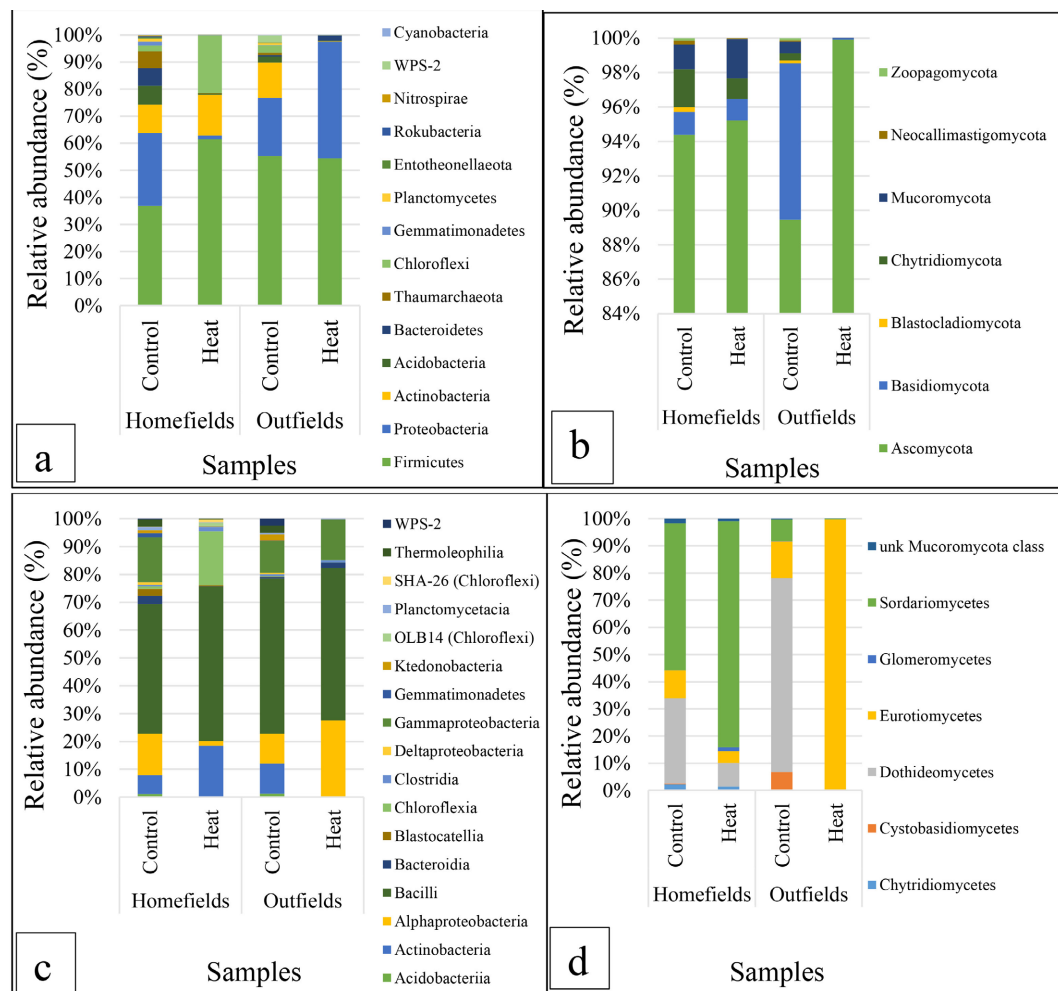 Relative abundance (%)
100%
90%
80%
70%
60%
50%
40%
30%
20%
10%
0%
Control
Heat
Control
Heat
Homefields
Outfields
Samples
a
Cyanobacteria
WPS-2
Nitrospirae
Rokubacteria
Entotheonellaeota
Planctomycetes
Gemmatimonadetes
Chloroflexi
Thaumarchaeota
Bacteroidetes
Acidobacteria
Actinobacteria
Proteobacteria
Firmicutes
Relative abundance (%)
100%
98%
96%
94%
92%
90%
88%
86%
84%
Control
Heat
Control
Heat
Homefields
Outfields
Samples
b
Zoopagomycota
Neocallimastigomycota
Mucoromycota
Chytridiomycota
Blastocladiomycota
Basidiomycota
Ascomycota
Relative abundance (%)
100%
90%
80%
70%
60%
50%
40%
30%
20%
10%
0%
Control
Heat
Control
Heat
Homefields
Outfields
Samples
c
WPS-2
Thermoleophilia
SHA-26 (Chloroflexi)
Planctomycetacia
OLB14 (Chloroflexi)
Ktedonobacteria
Gemmatimonadetes
Gammaproteobacteria
Deltaproteobacteria
Clostridia
Chloroflexia
Blastocatellia
Bacteroidia
Bacilli
Alphaproteobacteria
Actinobacteria
Acidobacteriia
Relative abundance (%)
100%
90%
80%
70%
60%
50%
40%
30%
20%
10%
0%
Control
Heat
Control
Heat
Homefields
Outfields
Samples
d
unk Mucoromycota class
Sordariomycetes
Glomeromycetes
Eurotiomycetes
Dothideomycetes
Cystobasidiomycetes
Chytridiomycetes